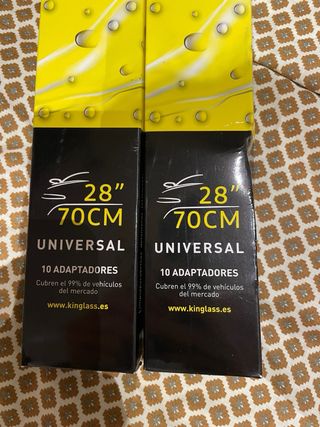 28"
70CM
UNIVERSAL
10 ADAPTADORES
Cubren el 99% de vehículos
del mercado
www.kinglass.es
28"
70CM
UNIVERSAL
10 ADAPTADORES
Cubren el 99% de vehículos
del mercado
www.kinglass.es